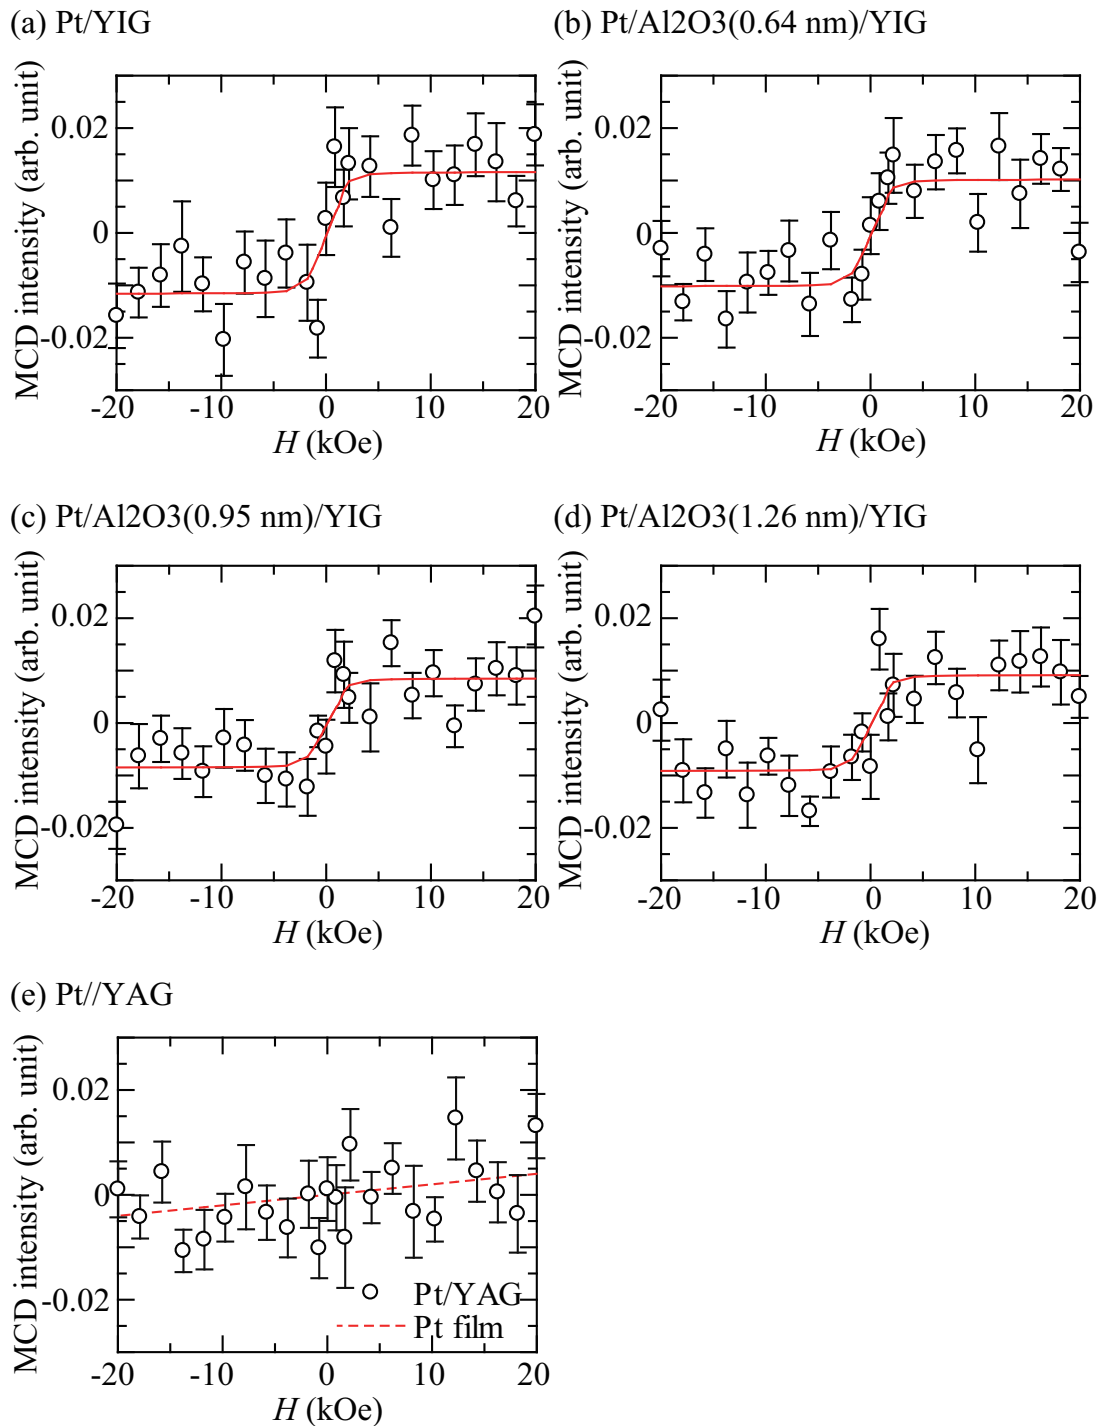 (a) Pt/YIG
MCD intensity (arb. unit)
0.02
0
-0.02
-20 -10 0 10 20
H (kOe)
(b) Pt/Al2O3(0.64 nm)/YIG
MCD intensity (arb. unit)
0.02
0
-0.02
-20 -10 0 10 20
H (kOe)
(c) Pt/Al2O3(0.95 nm)/YIG
MCD intensity (arb. unit)
0.02
0
-0.02
-20 -10 0 10 20
H (kOe)
(d) Pt/Al2O3(1.26 nm)/YIG
MCD intensity (arb. unit)
0.02
0
-0.02
-20 -10 0 10 20
H (kOe)
(e) Pt//YAG
MCD intensity (arb. unit)
0.02
0
-0.02
Pt/YAG
Pt film
-20 -10 0 10 20
H (kOe)